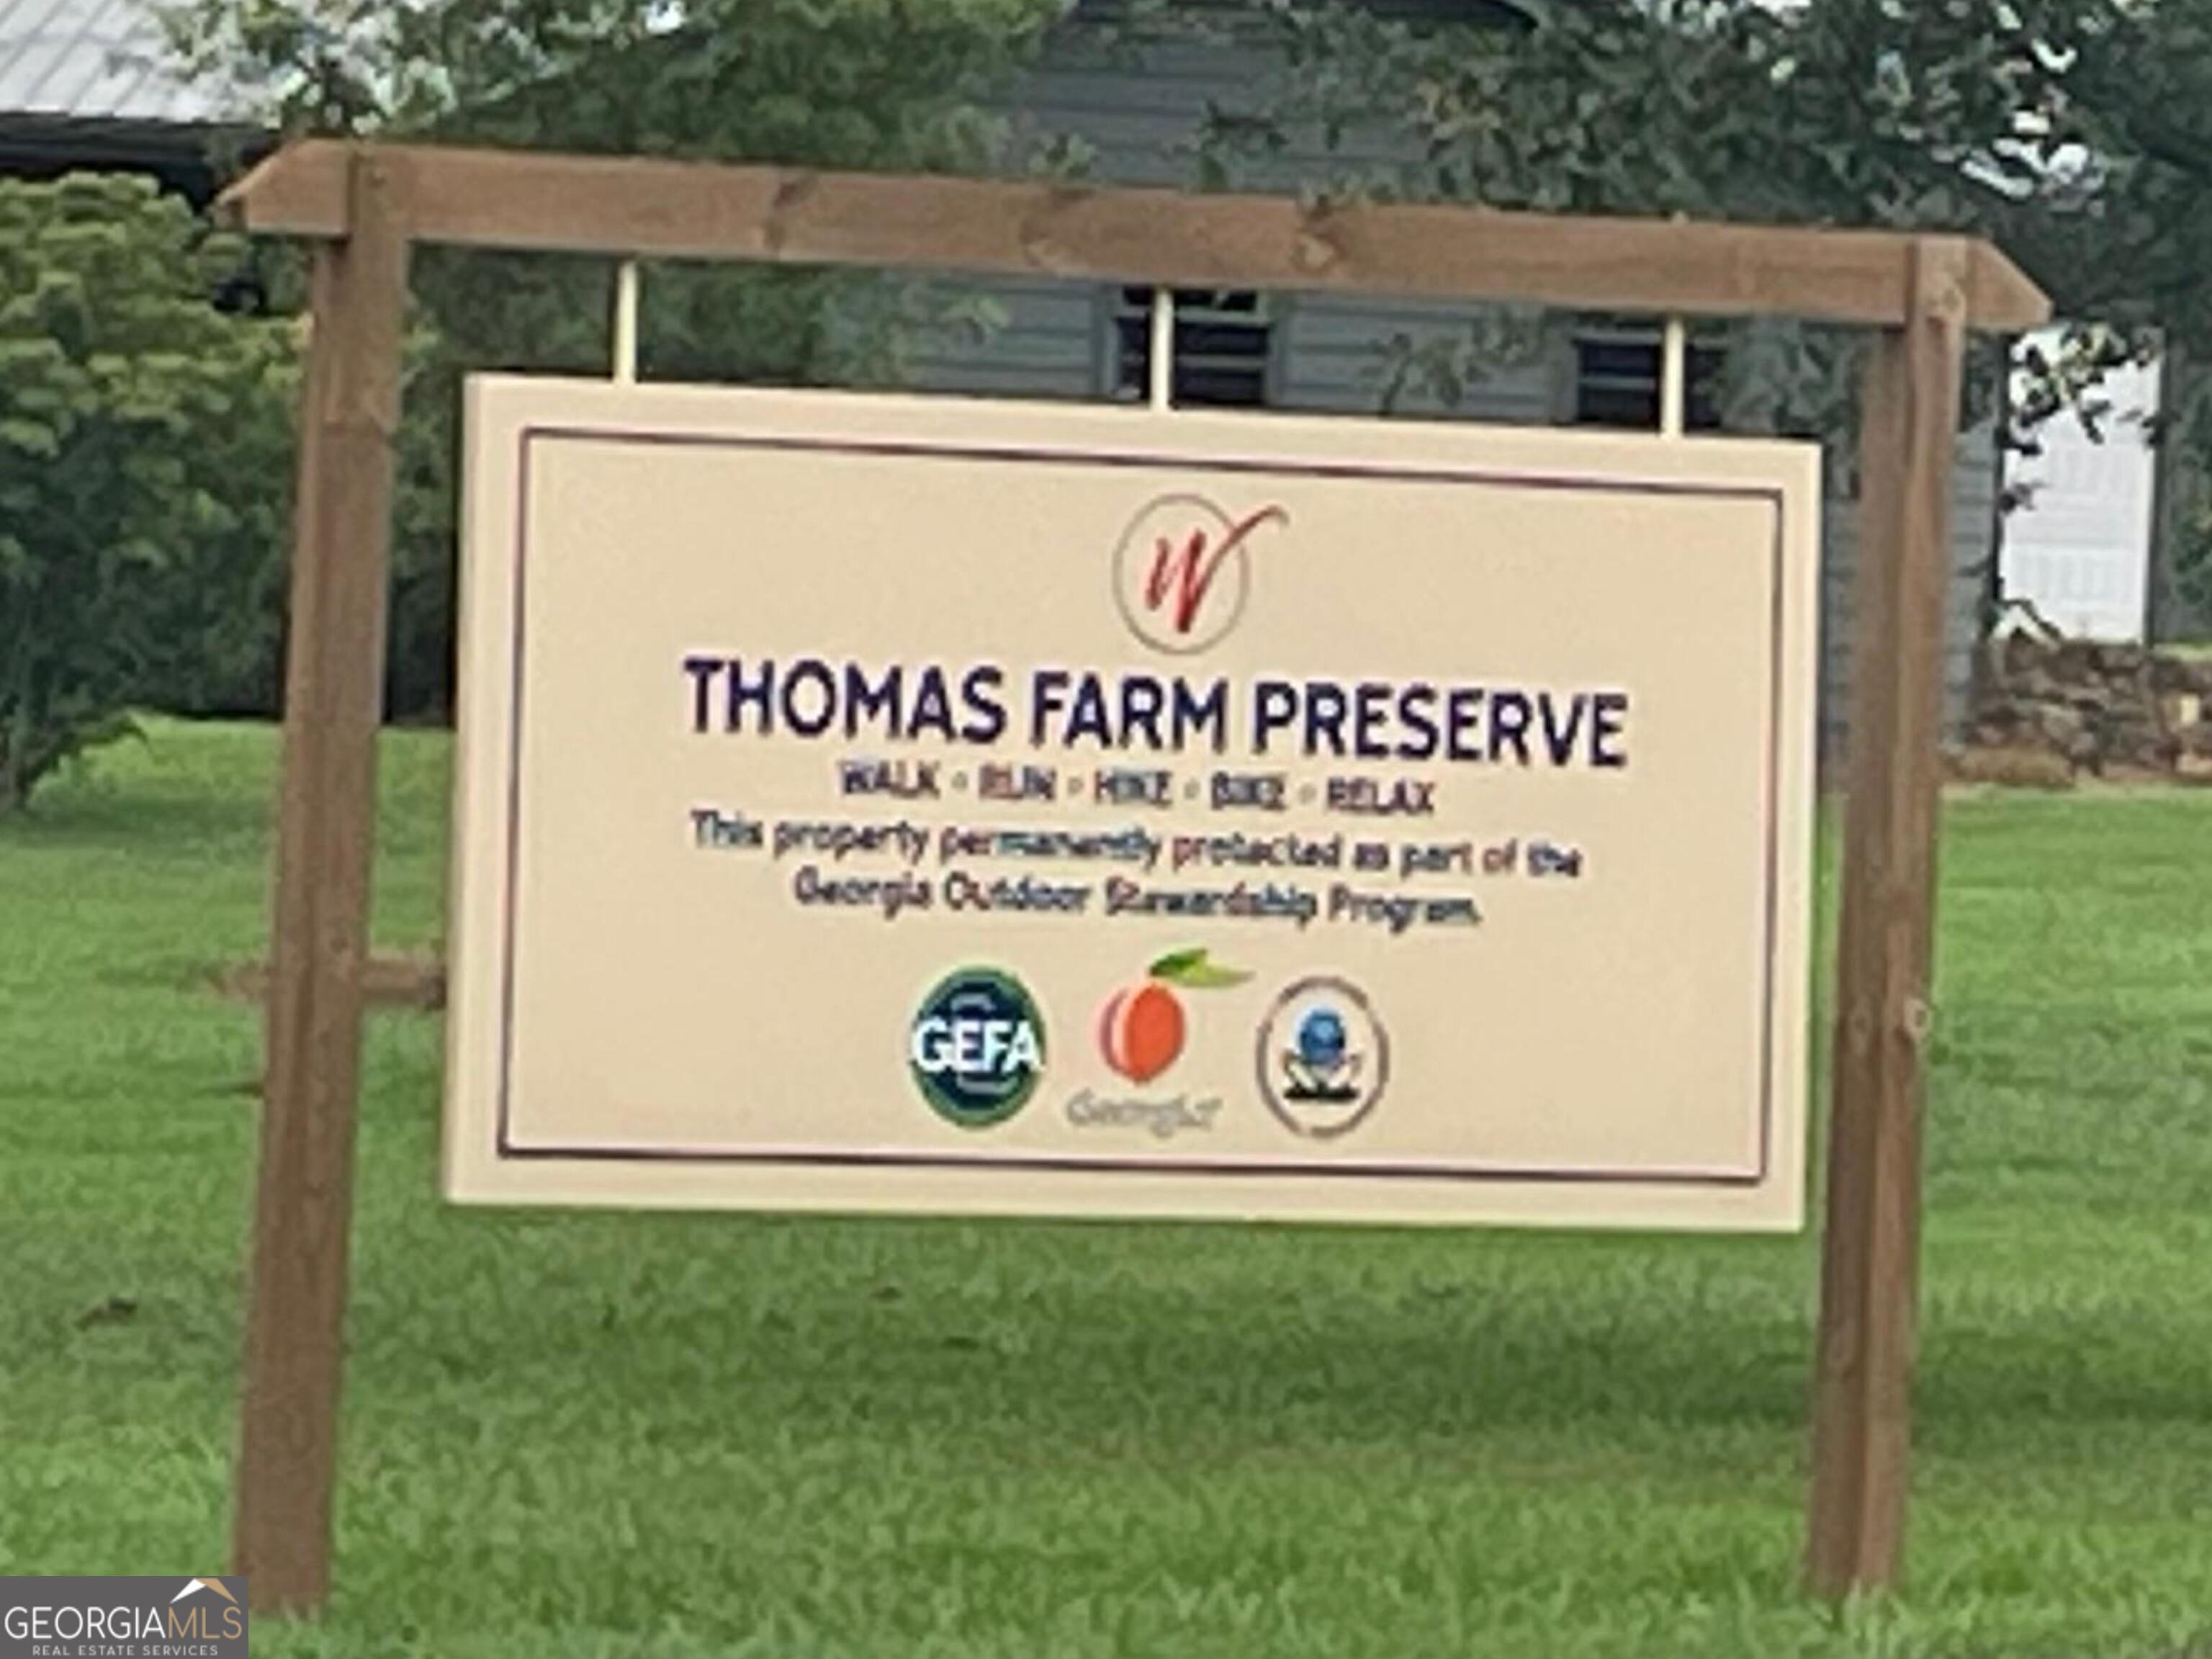 W
THOMAS FARM PRESERVE
WALK • RUN • HIKE • BIKE • RELAX
This property permanently protected as part of the
Georgia Outdoor Stewardship Program.
GEFA
Georgia
GEORGIAMLS
REAL ESTATE SERVICES